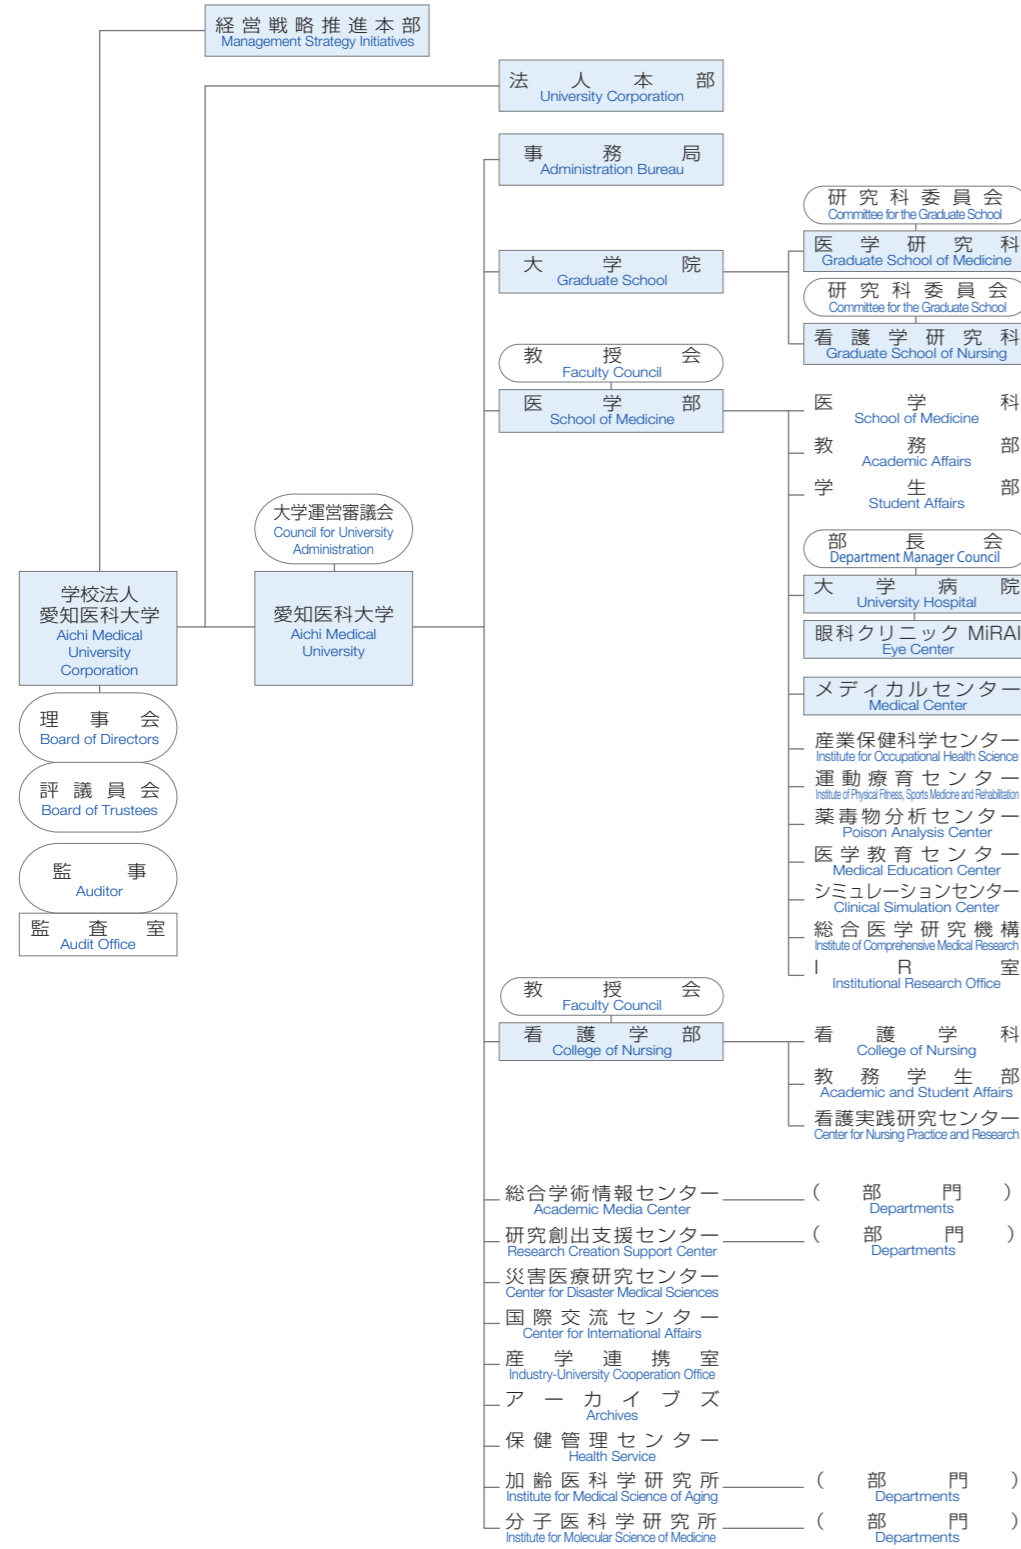 経営戦略推進本部
Management Strategy Initiatives
法人本部
University Corporation
事務局
Administration Bureau
研究科委員会
Committee for the Graduate School
医学研究科
Graduate School of Medicine
大学院
Graduate School
研究科委員会
Committee for the Graduate School
看護学研究科
Graduate School of Nursing
教授会
Faculty Council
医学部
School of Medicine
医学科
School of Medicine
教務部
Academic Affairs
学生部
Student Affairs
大学運営審議会
Council for University
Administration
部長会
Department Manager Council
学校法人
愛知医科大学
Aichi Medical
University
Corporation
愛知医科大学
Aichi Medical
University
大学病院
University Hospital
眼科クリニック MiRAI
Eye Center
メディカルセンター
Medical Center
理事会
Board of Directors
評議員会
Board of Trustees
監事
Auditor
監査室
Audit Office
産業保健科学センター
Institute for Occupational Health Science
運動療育センター
Institute of Physical Fitness, Sports Medicine and Rehabilitation
薬毒物分析センター
Poison Analysis Center
医学教育センター
Medical Education Center
シミュレーションセンター
Clinical Simulation Center
総合医学研究機構
Institute of Comprehensive Medical Research
IR室
Institutional Research Office
教授会
Faculty Council
看護学部
College of Nursing
看護学科
College of Nursing
教務学生部
Academic and Student Affairs
看護実践研究センター
Center for Nursing Practice and Research
総合学術情報センター
Academic Media Center
（部門）
Departments
研究創出支援センター
Research Creation Support Center
（部門）
Departments
災害医療研究センター
Center for Disaster Medical Sciences
国際交流センター
Center for International Affairs
産学連携室
Industry-University Cooperation Office
アーカイブズ
Archives
保健管理センター
Health Service
加齢医科学研究所
Institute for Medical Science of Aging
（部門）
Departments
分子医科学研究所
Institute for Molecular Science of Medicine
（部門）
Departments